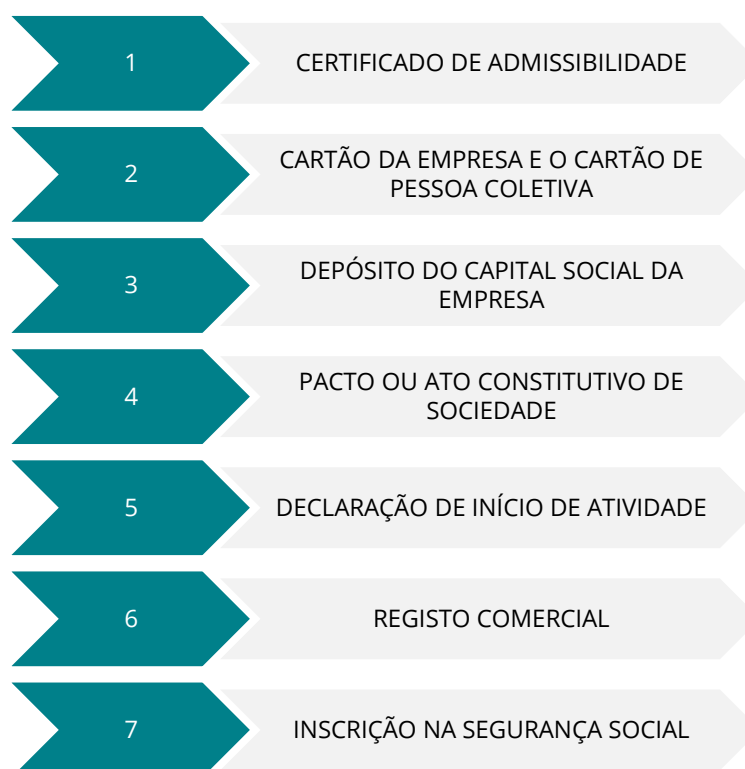 1
CERTIFICADO DE ADMISSIBILIDADE
2
CARTÃO DA EMPRESA E O CARTÃO DE
PESSOA COLETIVA
3
DEPÓSITO DO CAPITAL SOCIAL DA
EMPRESA
4
PACTO OU ATO CONSTITUTIVO DE
SOCIEDADE
5
DECLARAÇÃO DE INÍCIO DE ATIVIDADE
6
REGISTO COMERCIAL
7
INSCRIÇÃO NA SEGURANÇA SOCIAL